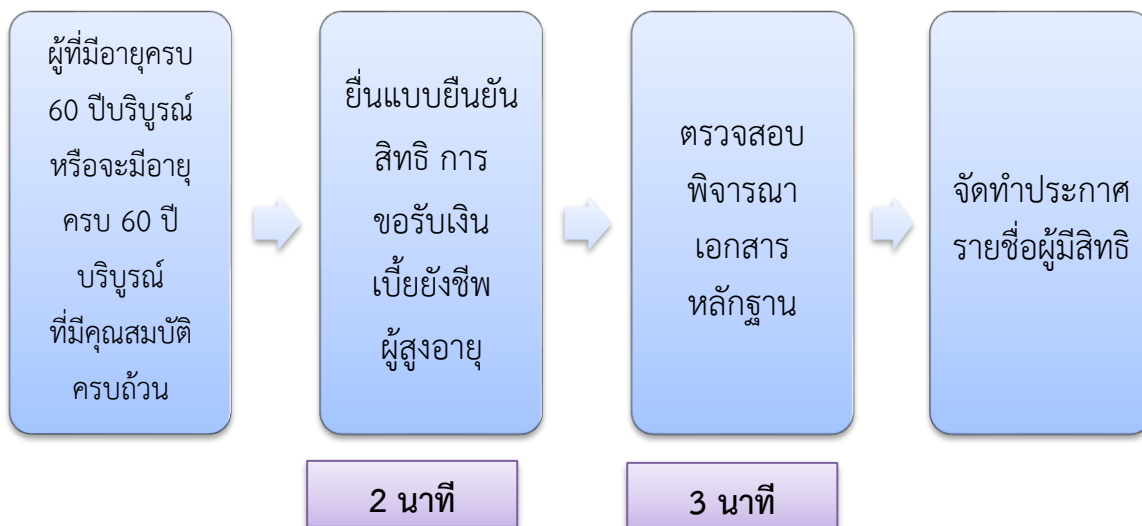 ผู้ที่มีอายุครบ
60 ปีบริบูรณ์
หรือจะมีอายุ
ครบ 60 ปี
บริบูรณ์
ที่มีคุณสมบัติ
ครบถ้วน
ยื่นแบบยืนยัน
สิทธิ การ
ขอรับเงิน
เบี้ยยังชีพ
ผู้สูงอายุ
ตรวจสอบ
พิจารณา
เอกสาร
หลักฐาน
จัดทำประกาศ
รายชื่อผู้มีสิทธิ
2 นาที
3 นาที